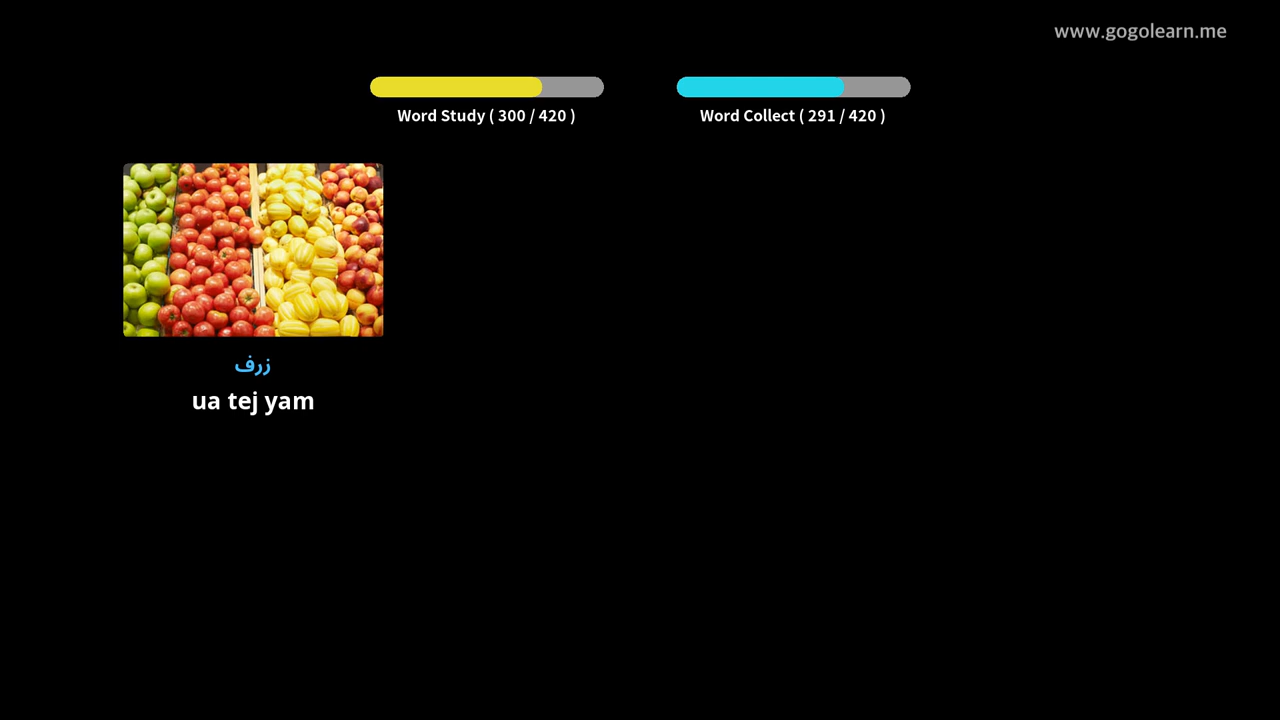 www.gogolearn.me
Word Study ( 300 / 420 )
Word Collect ( 291 / 420 )
زرف
ua tej yam